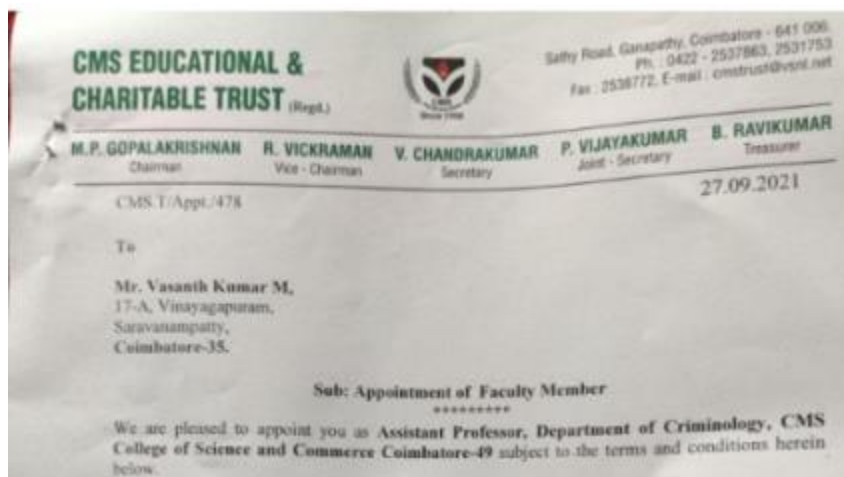 CMS EDUCATIONAL &
CHARITABLE TRUST (Regd.)
Sathy Road, Ganapathy, Coimbatore - 641 006.
Ph. : 0422 - 2537863, 2531753
Fax : 2538772, E-mail : cmstrust@vsnl.net
CMS
Since
M.P. GOPALAKRISHNAN R. VICKRAMAN V. CHANDRAKUMAR P. VIJAYAKUMAR B. RAVIKUMAR
Chairman Vice - Chairman Secretary Joint - Secretary Treasurer
27.09.2021
CMS.T/Appt./478
To
Mr. Vasanth Kumar M,
17-A, Vinayagapuram,
Saravanampatty,
Coimbatore-35.
Sub: Appointment of Faculty Member
*********
We are pleased to appoint you as Assistant Professor, Department of Criminology, CMS
College of Science and Commerce Coimbatore-49 subject to the terms and conditions herein
below.